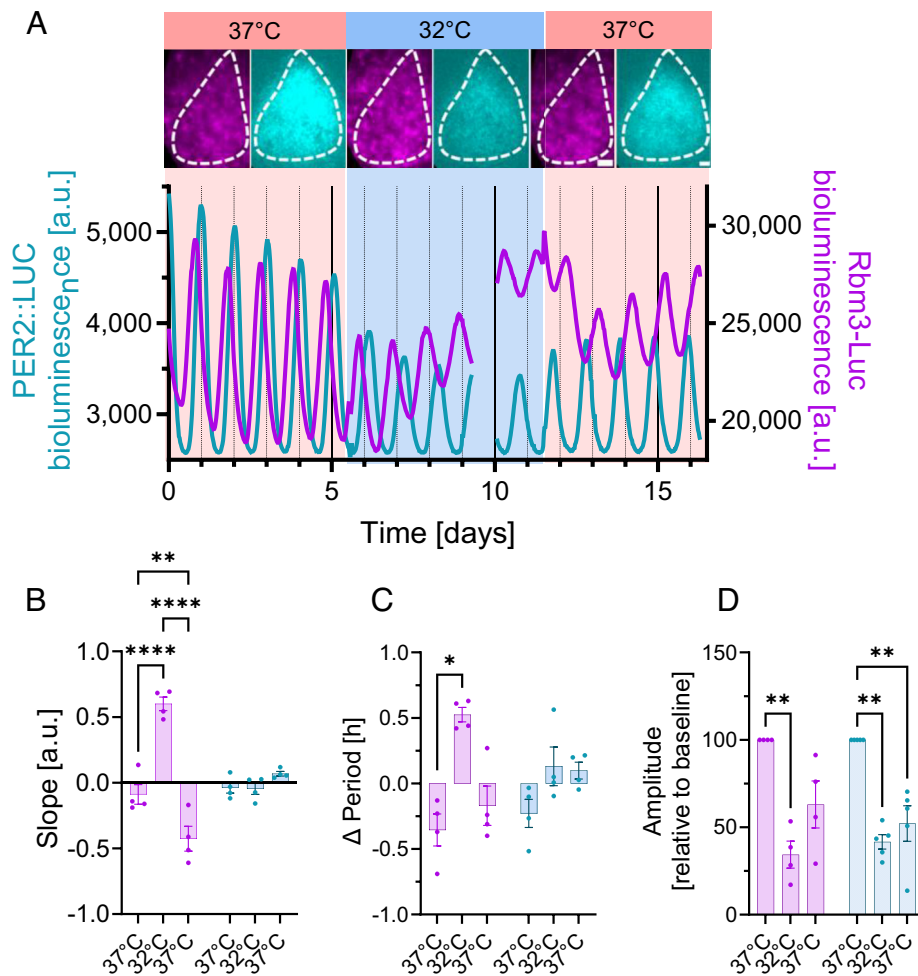 A
37°C 32°C 37°C
PER2::LUC
bioluminescence [a.u.]
5,000
4,000
3,000
30,000
25,000
20,000
Rbm3-Luc
bioluminescence [a.u.]
0 5 10 15
Time [days]
B
** 
****
****
Slope [a.u.]
1.0
0.5
0.0
-0.5
-1.0
37°C 32°C 37°C 37°C 32°C 37°C
C
*
Δ Period [h]
1.0
0.5
0.0
-0.5
-1.0
37°C 32°C 37°C 37°C 32°C 37°C
D
**
**
**
Amplitude
[relative to baseline]
150
100
50
0
37°C 32°C 37°C 37°C 32°C 37°C